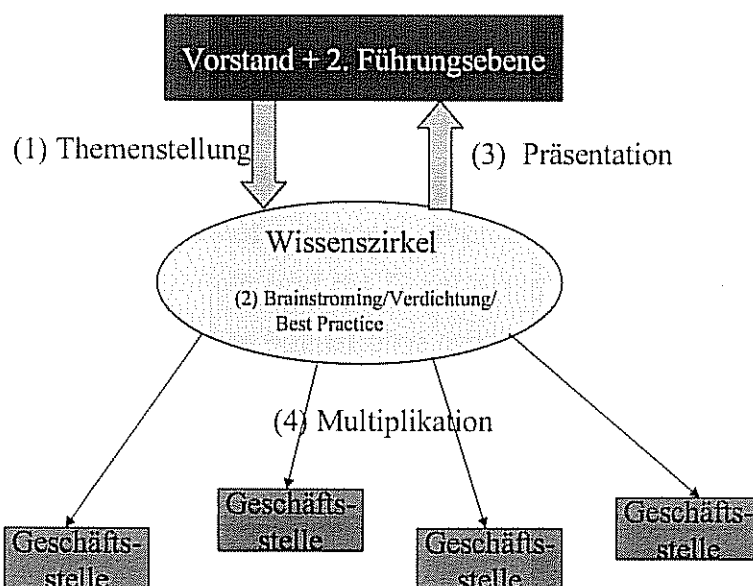 Vorstand + 2. Führungsebene
(1) Themenstellung
(3) Präsentation
Wissenszirkel
(2) Brainstroming/Verdichtung/
Best Practice
(4) Multiplikation
Geschäfts-
stelle
Geschäfts-
stelle
Geschäfts-
stelle
Geschäfts-
stelle